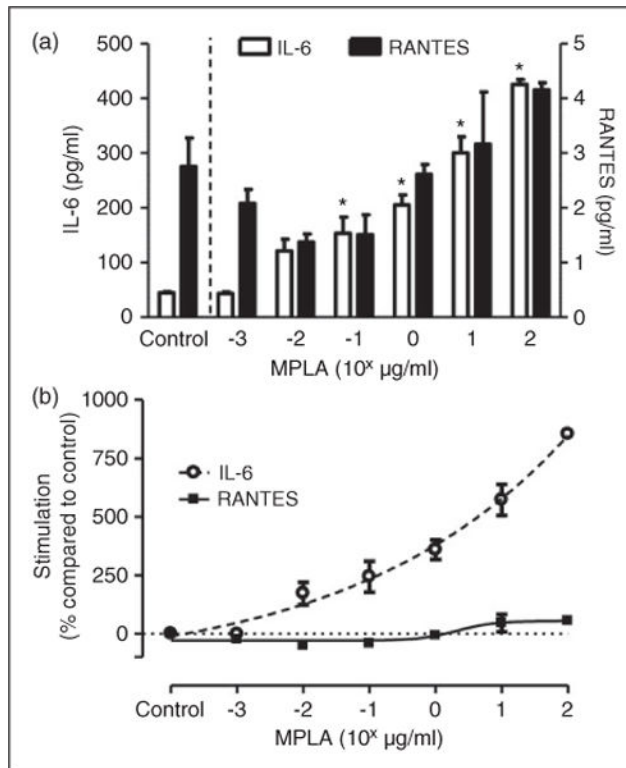 (a)
IL-6 RANTES
500
400
300
200
100
0
IL-6 (pg/ml)
5
4
3
2
1
0
RANTES
(pg/ml)
* * * *
Control -3 -2 -1 0 1 2
MPLA (10ˣ µg/ml)
(b)
1000
750
500
250
0
Stimulation
(% compared to control)
IL-6
RANTES
Control -3 -2 -1 0 1 2
MPLA (10ˣ µg/ml)